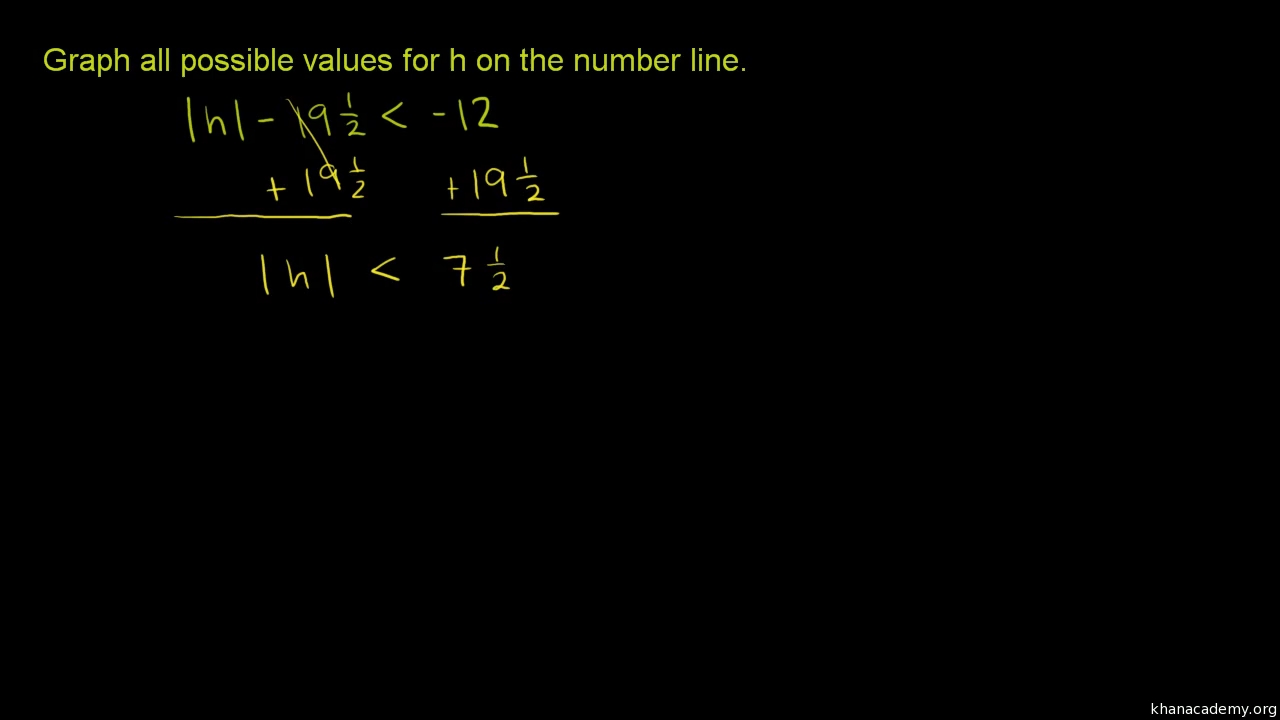 Graph all possible values for h on the number line.
|h| - 19 1/2 < -12
+ 19 1/2 + 19 1/2
|h| < 7 1/2
khanacademy.org